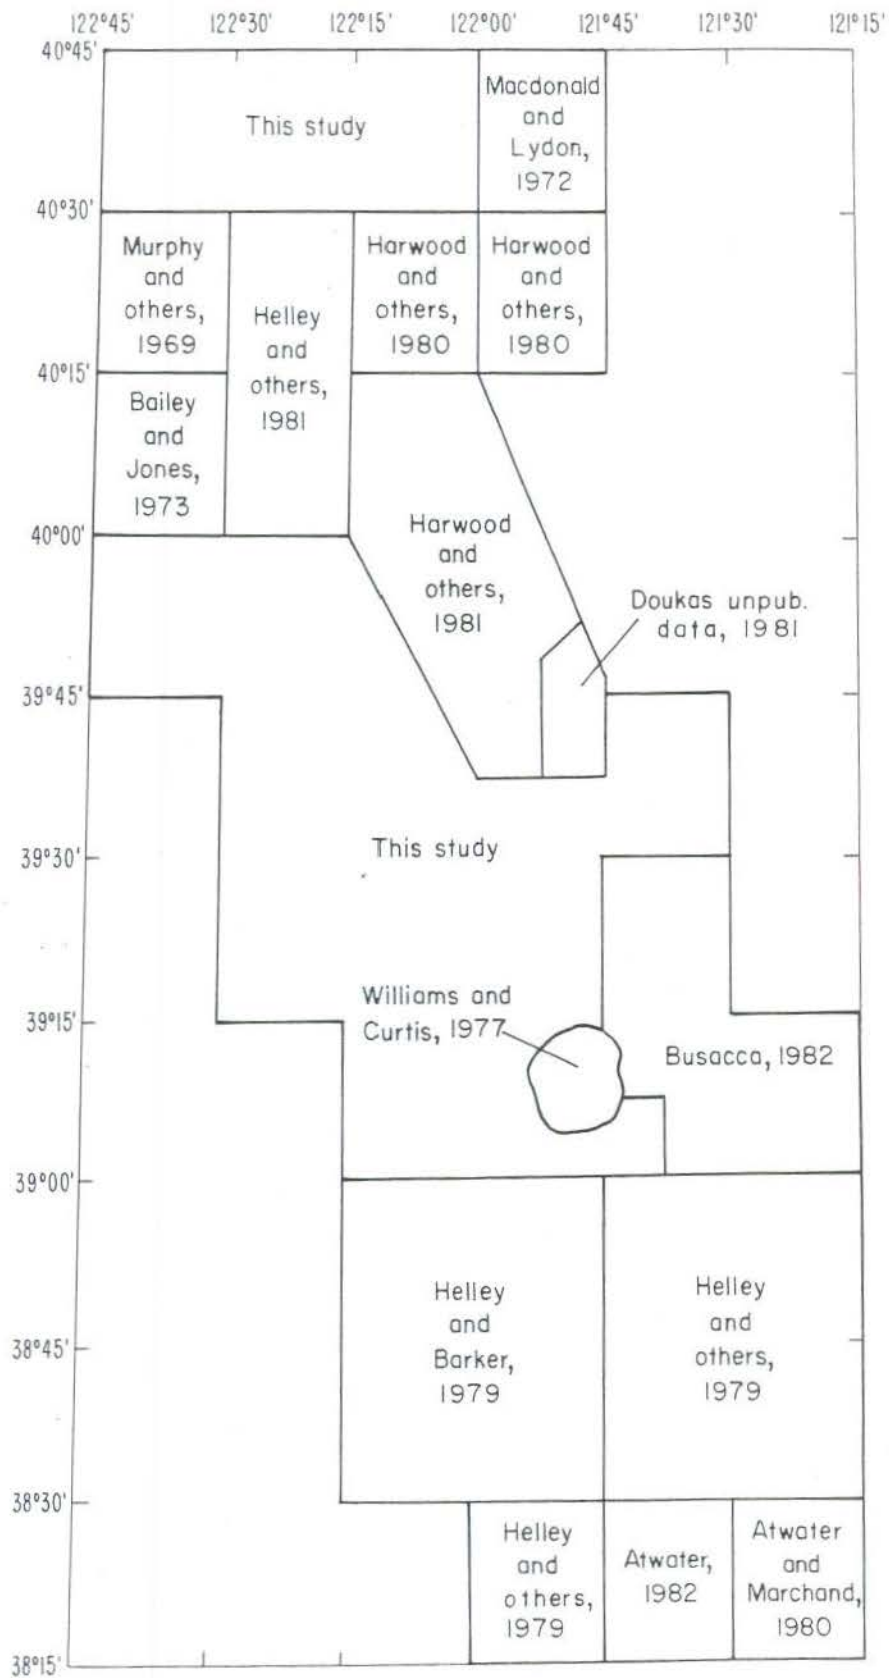 122°45' 122°30' 122°15' 122°00' 121°45' 121°30' 121°15'
40°45'
This study
Macdonald
and
Lydon,
1972
40°30'
Murphy
and
others,
1969
Helley
and
others,
1981
Harwood
and
others,
1980
Harwood
and
others,
1980
40°15'
Bailey
and
Jones,
1973
40°00'
Harwood
and
others,
1981
Doukas unpub.
data, 1981
39°45'
This study
39°30'
Williams and
Curtis, 1977
39°15'
Busacca, 1982
39°00'
Helley
and
Barker,
1979
Helley
and
others,
1979
38°45'
38°30'
Helley
and
others,
1979
Atwater,
1982
Atwater
and
Marchand,
1980
38°15'